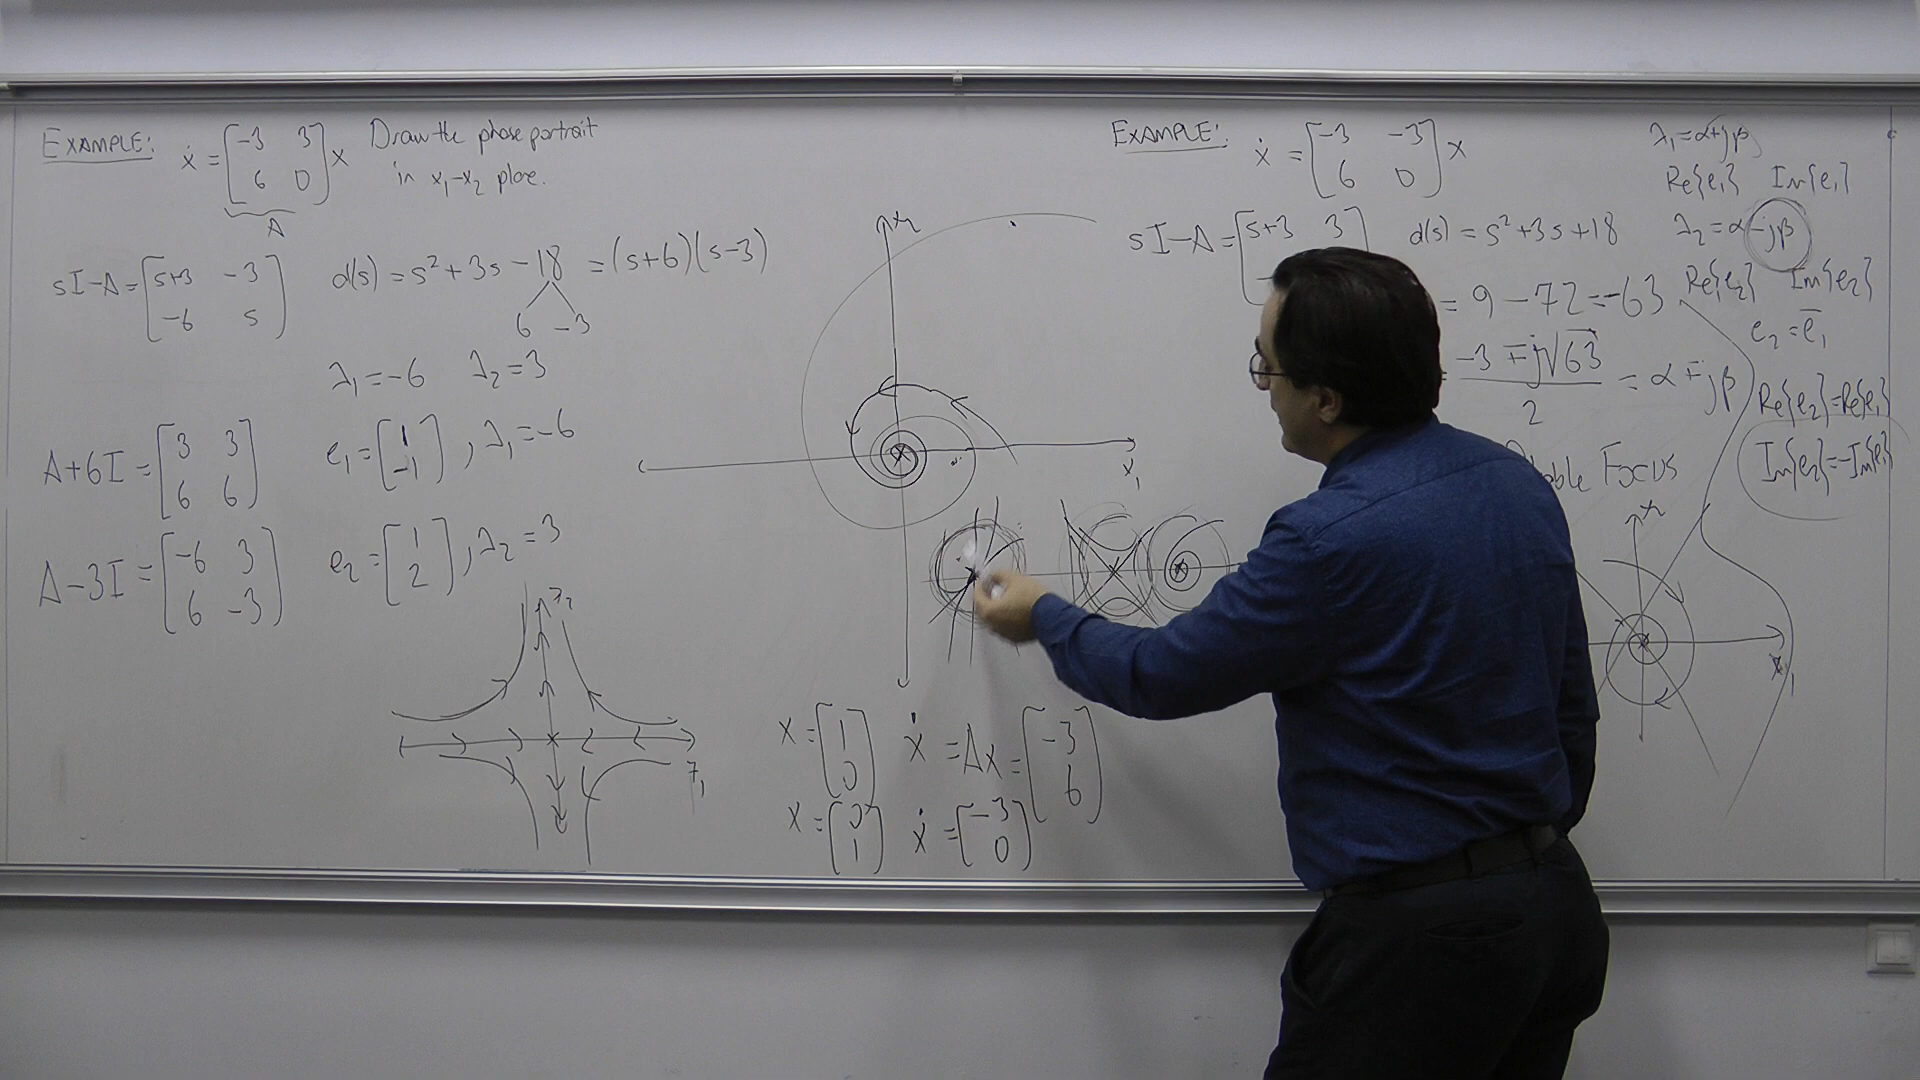 EXAMPLE: ẋ = [-3 3; 6 0] x Draw the phase portrait
in x₁-x₂ plane.
A
sI-A = [s+3 -3; -6 s] d(s) = s²+3s-18 = (s+6)(s-3)
6 -3
λ₁=-6 λ₂=3
A+6I = [3 3; 6 6] e₁ = [1; -1], λ₁=-6
A-3I = [-6 3; 6 -3] e₂ = [1; 2], λ₂=3
z₂
z₁
x₂
x₁
x = [1; 0] ẋ = Ax = [-3; 6]
x = [0; 1] ẋ = [-3; 0]
EXAMPLE: ẋ = [-3 -3; 6 0] x
sI-A = [s+3 3; - d(s) = s²+3s+18
= 9-72=-63
= (-3∓j√63)/2 = α∓jβ
Focus
x₂
x₁
λ₁=α+jβ
Re{e₁} Im{e₁}
λ₂=α-jβ
Re{e₂} Im{e₂}
e₂=ē₁
Re{e₂}=Re{e₁}
Im{e₂}=-Im{e₁}